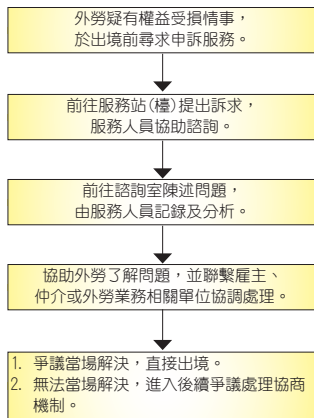 外勞疑有權益受損情事，
於出境前尋求申訴服務。
前往服務站(檯)提出訴求，
服務人員協助諮詢。
前往諮詢室陳述問題，
由服務人員記錄及分析。
協助外勞了解問題，並聯繫雇主、
仲介或外勞業務相關單位協調處理。
1. 爭議當場解決，直接出境。
2. 無法當場解決，進入後續爭議處理協商
機制。